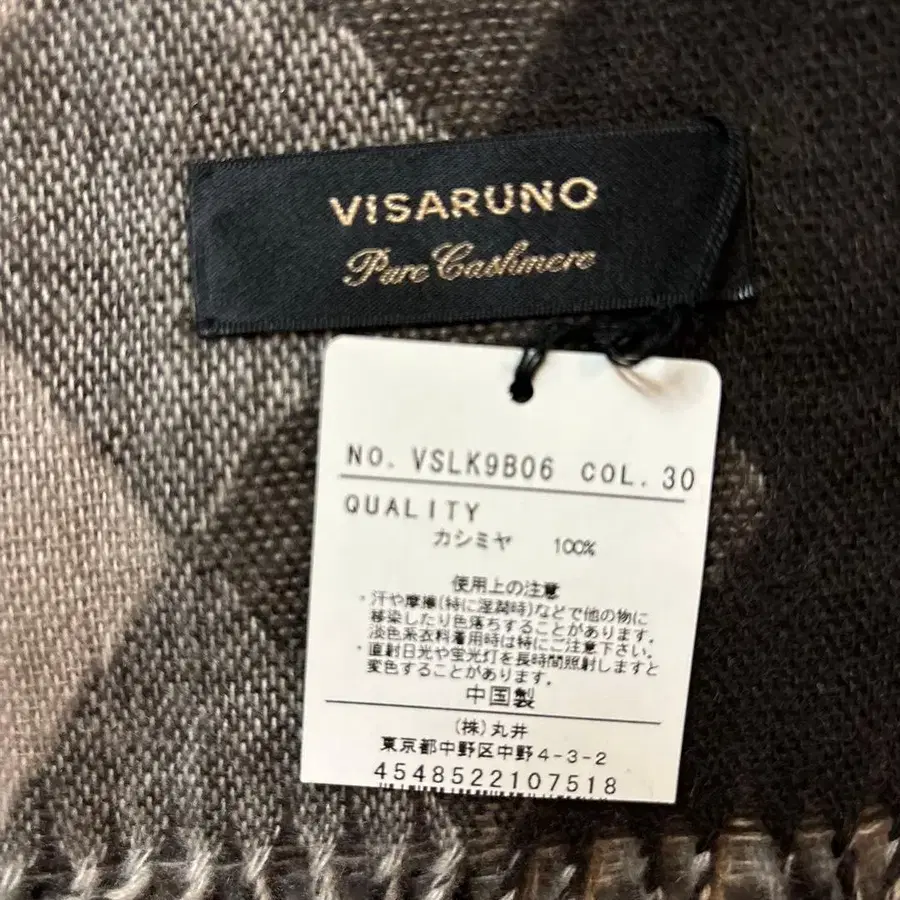 VISARUNO
Pure Cashmere
NO. VSLK9B06 COL. 30
QUALITY
カシミヤ 100%
使用上の注意
・汗や摩擦(特に湿潤時)などで他の物に
移染したり色落ちすることがあります。
淡色系衣料着用時は特にご注意下さい。
・直射日光や蛍光灯を長時間照射しますと
変色することがあります。
中国製
(株)丸井
東京都中野区中野4-3-2
4548522107518